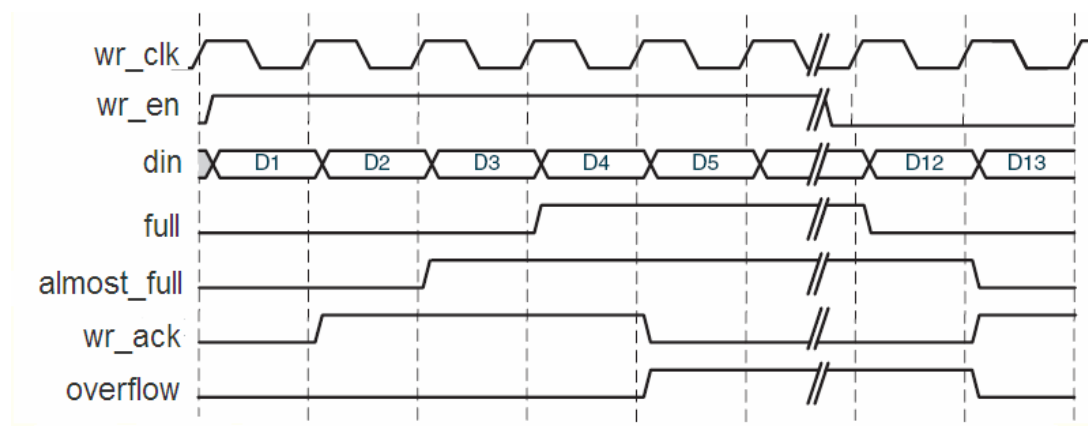 wr_clk
wr_en
din D1 D2 D3 D4 D5 D12 D13
full
almost_full
wr_ack
overflow